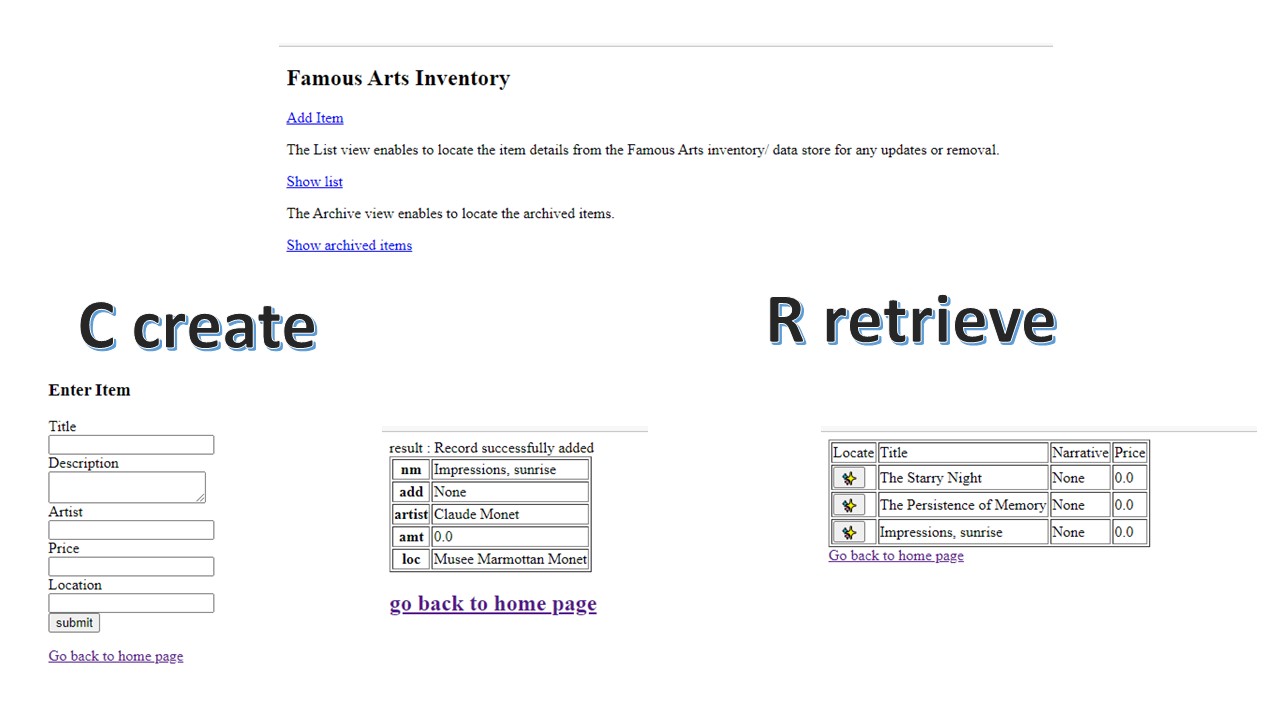 Famous Arts Inventory
Add Item
The List view enables to locate the item details from the Famous Arts inventory/ data store for any updates or removal.
Show list
The Archive view enables to locate the archived items.
Show archived items
C create
R retrieve
Enter Item
Title
Description
Artist
Price
Location
submit
Go back to home page
result : Record successfully added
nm Impressions, sunrise
add None
artist Claude Monet
amt 0.0
loc Musee Marmottan Monet
go back to home page
Locate Title Narrative Price
The Starry Night None 0.0
The Persistence of Memory None 0.0
Impressions, sunrise None 0.0
Go back to home page